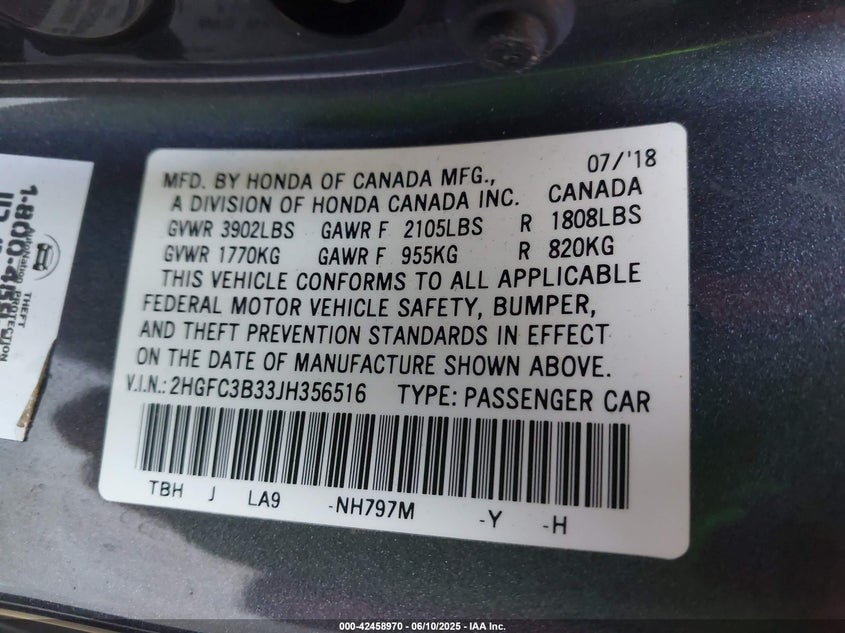 MFD. BY HONDA OF CANADA MFG., 07/'18
A DIVISION OF HONDA CANADA INC. CANADA
GVWR 3902LBS GAWR F 2105LBS R 1808LBS
GVWR 1770KG GAWR F 955KG R 820KG
THIS VEHICLE CONFORMS TO ALL APPLICABLE
FEDERAL MOTOR VEHICLE SAFETY, BUMPER,
AND THEFT PREVENTION STANDARDS IN EFFECT
ON THE DATE OF MANUFACTURE SHOWN ABOVE.
V.I.N.: 2HGFC3B33JH356516 TYPE: PASSENGER CAR
TBH J LA9 -NH797M -Y -H
AutoNation PROTECTION
THEFT
000-42458970 - 06/10/2025 - IAA Inc.